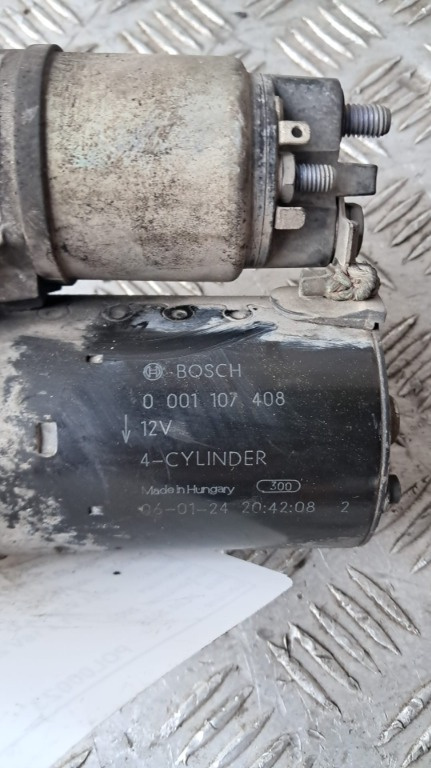 BOSCH
0 001 107 408
↓ 12V
4-CYLINDER
Made in Hungary 300
06-01-24 20:42:08 2